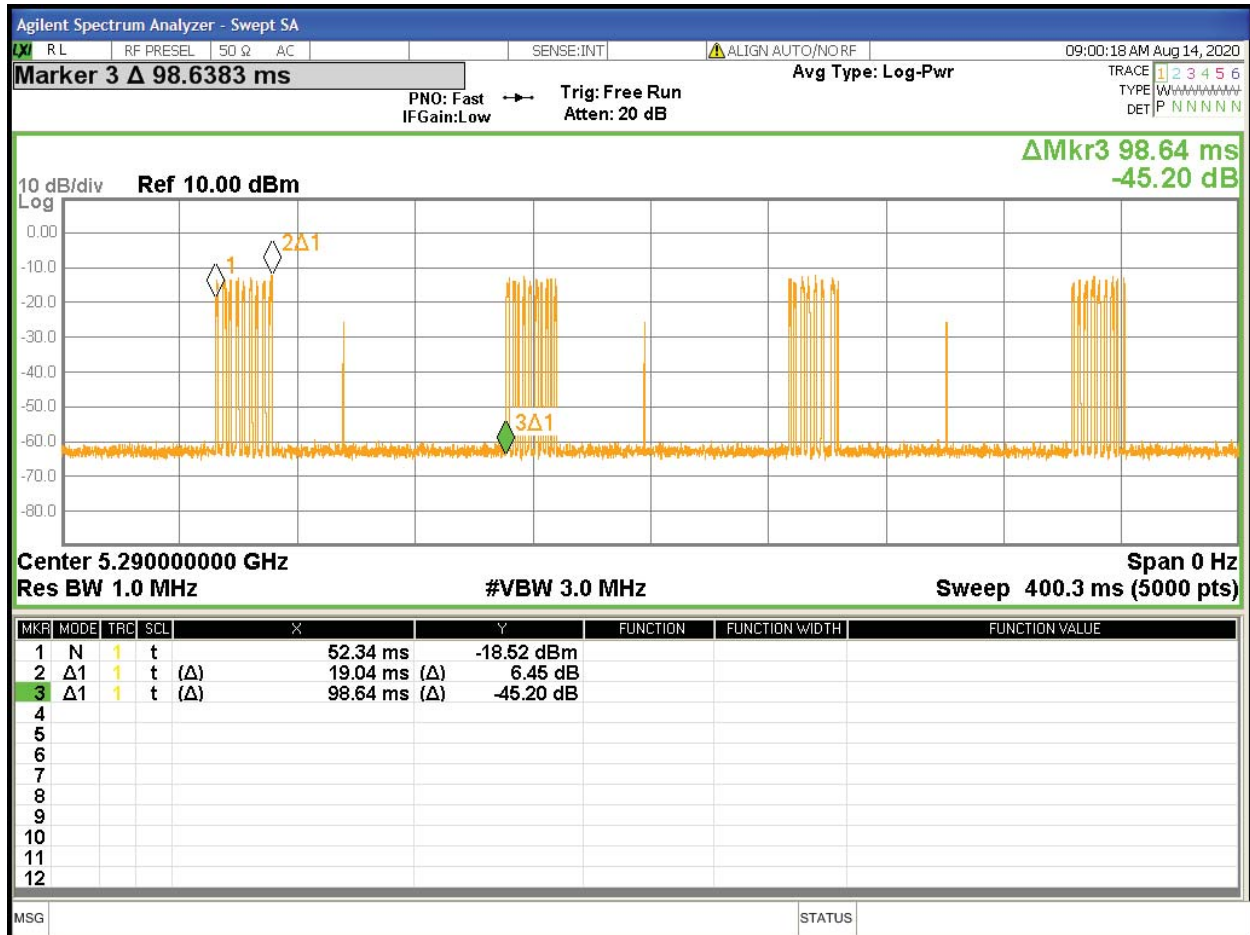 Agilent Spectrum Analyzer - Swept SA
LXI RL RF PRESEL 50 Ω AC SENSE:INT ALIGN AUTO/NO RF 09:00:18 AM Aug 14, 2020
Marker 3 Δ 98.6383 ms Avg Type: Log-Pwr TRACE 1 2 3 4 5 6
PNO: Fast Trig: Free Run TYPE W
IFGain:Low Atten: 20 dB DET P N N N N N
ΔMkr3 98.64 ms
-45.20 dB
10 dB/div Ref 10.00 dBm
Log
0.00
2Δ1
1
-10.0
-20.0
-30.0
-40.0
-50.0
3Δ1
-60.0
-70.0
-80.0
Center 5.290000000 GHz Span 0 Hz
Res BW 1.0 MHz #VBW 3.0 MHz Sweep 400.3 ms (5000 pts)
MKR MODE TRC SCL X Y FUNCTION FUNCTION WIDTH FUNCTION VALUE
1 N 1 t 52.34 ms -18.52 dBm
2 Δ1 1 t (Δ) 19.04 ms (Δ) 6.45 dB
3 Δ1 1 t (Δ) 98.64 ms (Δ) -45.20 dB
4
5
6
7
8
9
10
11
12
MSG STATUS